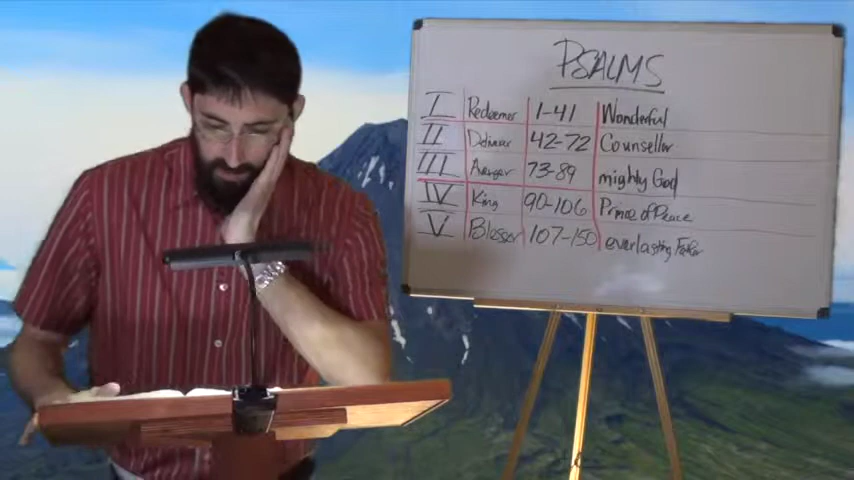 PSALMS
I Redeemer 1-41 Wonderful
II Deliverer 42-72 Counsellor
III Avenger 73-89 mighty God
IV King 90-106 Prince of Peace
V Blesser 107-150 everlasting Father